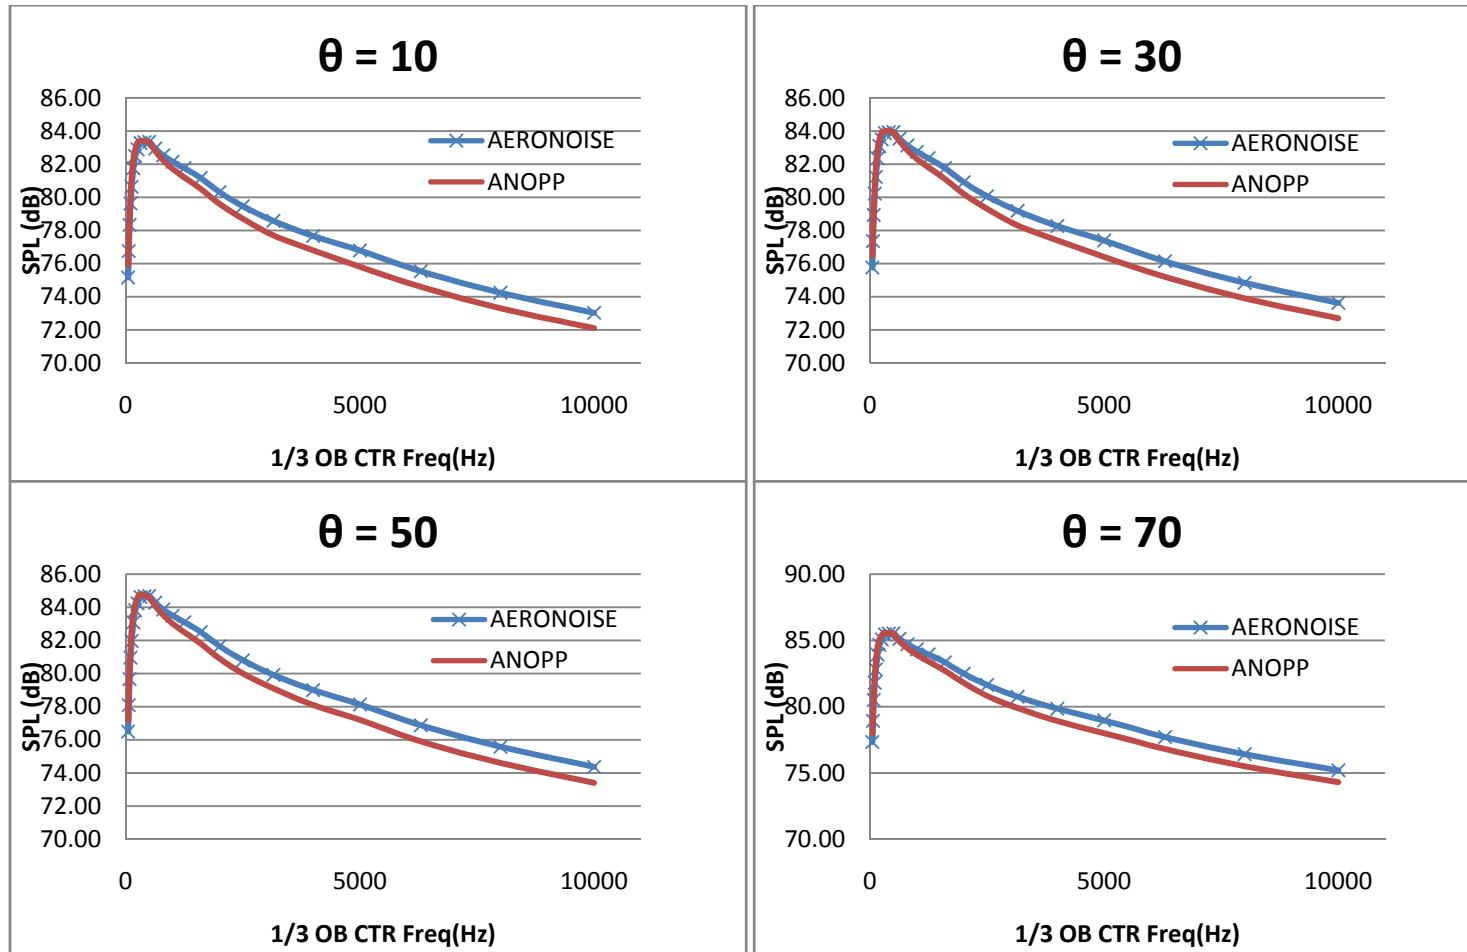 θ = 10
86.00
84.00
82.00
80.00
78.00
76.00
74.00
72.00
70.00
SPL (dB)
AERONOISE
ANOPP
0 5000 10000
1/3 OB CTR Freq(Hz)
θ = 30
86.00
84.00
82.00
80.00
78.00
76.00
74.00
72.00
70.00
SPL (dB)
AERONOISE
ANOPP
0 5000 10000
1/3 OB CTR Freq(Hz)
θ = 50
86.00
84.00
82.00
80.00
78.00
76.00
74.00
72.00
70.00
SPL (dB)
AERONOISE
ANOPP
0 5000 10000
1/3 OB CTR Freq(Hz)
θ = 70
90.00
85.00
80.00
75.00
70.00
SPL (dB)
AERONOISE
ANOPP
0 5000 10000
1/3 OB CTR Freq(Hz)